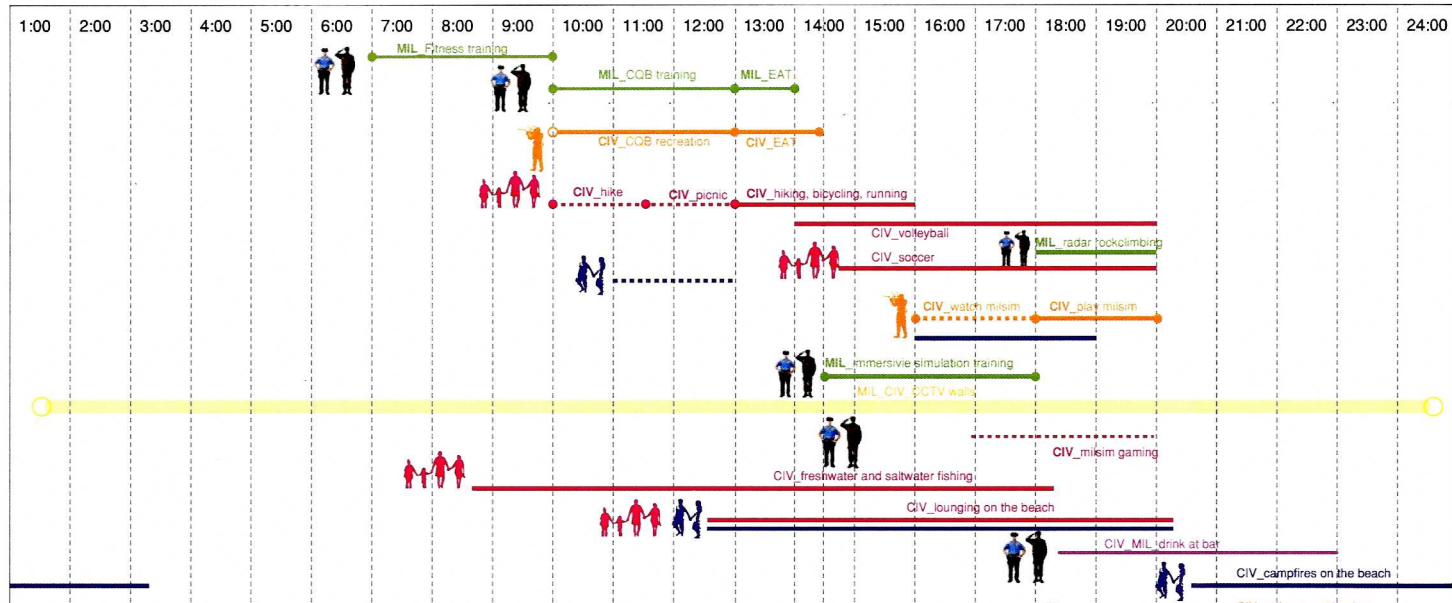 1:00 2:00 3:00 4:00 5:00 6:00 7:00 8:00 9:00 10:00 11:00 12:00 13:00 14:00 15:00 16:00 17:00 18:00 19:00 20:00 21:00 22:00 23:00 24:00
MIL_Fitness training
MIL_CQB training MIL_EAT
CIV_CQB recreation CIV_EAT
CIV_hike CIV_picnic CIV_hiking, bicycling, running
CIV_volleyball
MIL_radar rockclimbing
CIV_soccer
CIV_watch milsim CIV_play milsim
MIL_immersivie simulation training
MIL_CIV_CCTV walls
CIV_milsim gaming
CIV_freshwater and saltwater fishing
CIV_lounging on the beach
CIV_MIL_drink at bar
CIV_campfires on the beach